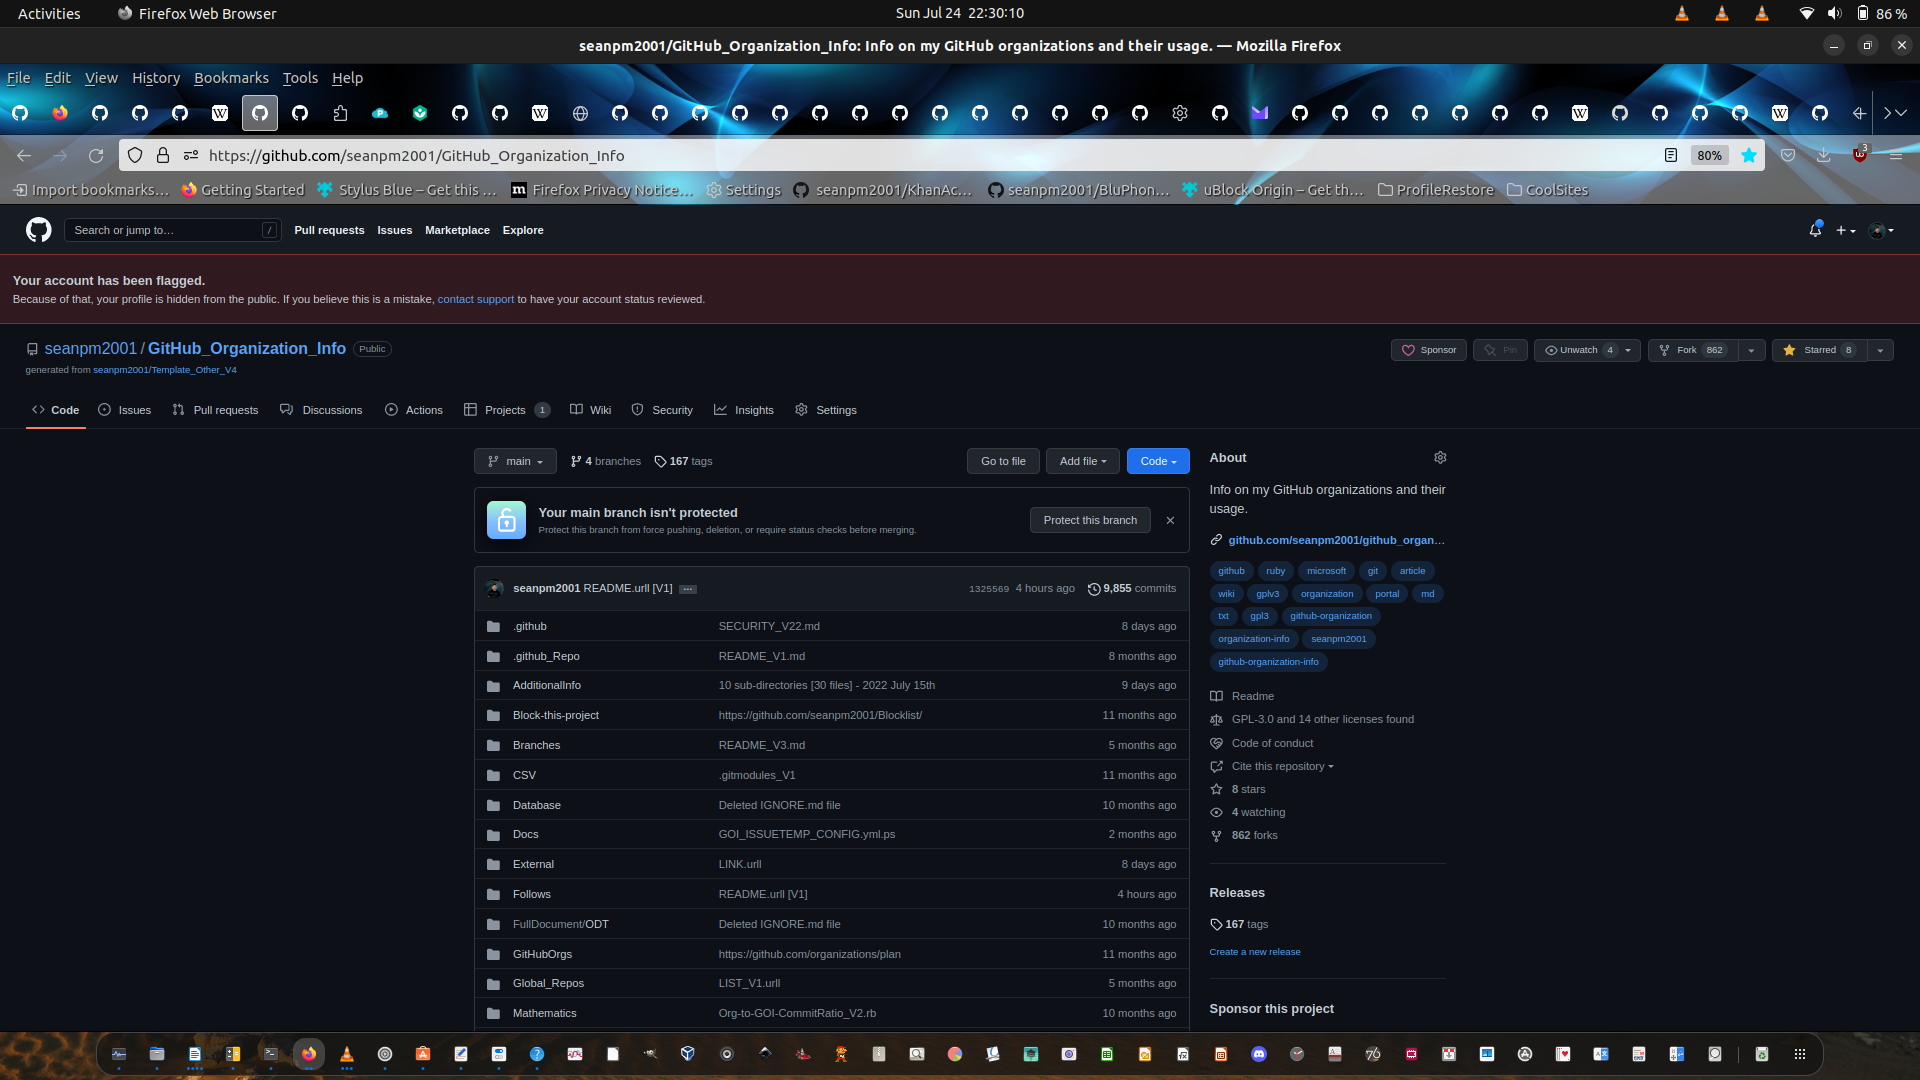 Activities
Firefox Web Browser
Sun Jul 24 22:30:10
86 %
seanpm2001/GitHub_Organization_Info: Info on my GitHub organizations and their usage. — Mozilla Firefox
File Edit View History Bookmarks Tools Help
https://github.com/seanpm2001/GitHub_Organization_Info
80%
3
Import bookmarks…
Getting Started
Stylus Blue – Get this …
Firefox Privacy Notice…
Settings
seanpm2001/KhanAc…
seanpm2001/BluPhon…
uBlock Origin – Get th…
ProfileRestore
CoolSites
Search or jump to…
/
Pull requests Issues Marketplace Explore
Your account has been flagged.
Because of that, your profile is hidden from the public. If you believe this is a mistake, contact support to have your account status reviewed.
seanpm2001 / GitHub_Organization_Info Public
generated from seanpm2001/Template_Other_V4
Sponsor
Pin
Unwatch 4
Fork 862
Starred 8
Code
Issues
Pull requests
Discussions
Actions
Projects 1
Wiki
Security
Insights
Settings
main
4 branches
167 tags
Go to file
Add file
Code
Your main branch isn't protected
Protect this branch from force pushing, deletion, or require status checks before merging.
Protect this branch
seanpm2001 README.urll [V1] …
1325569 4 hours ago
9,855 commits
.github SECURITY_V22.md 8 days ago
.github_Repo README_V1.md 8 months ago
AdditionalInfo 10 sub-directories [30 files] - 2022 July 15th 9 days ago
Block-this-project https://github.com/seanpm2001/Blocklist/ 11 months ago
Branches README_V3.md 5 months ago
CSV .gitmodules_V1 11 months ago
Database Deleted IGNORE.md file 10 months ago
Docs GOI_ISSUETEMP_CONFIG.yml.ps 2 months ago
External LINK.urll 8 days ago
Follows README.urll [V1] 4 hours ago
FullDocument/ODT Deleted IGNORE.md file 10 months ago
GitHubOrgs https://github.com/organizations/plan 11 months ago
Global_Repos LIST_V1.urll 5 months ago
Mathematics Org-to-GOI-CommitRatio_V2.rb 10 months ago
About
Info on my GitHub organizations and their
usage.
github.com/seanpm2001/github_organ…
github ruby microsoft git article
wiki gplv3 organization portal md
txt gpl3 github-organization
organization-info seanpm2001
github-organization-info
Readme
GPL-3.0 and 14 other licenses found
Code of conduct
Cite this repository
8 stars
4 watching
862 forks
Releases
167 tags
Create a new release
Sponsor this project